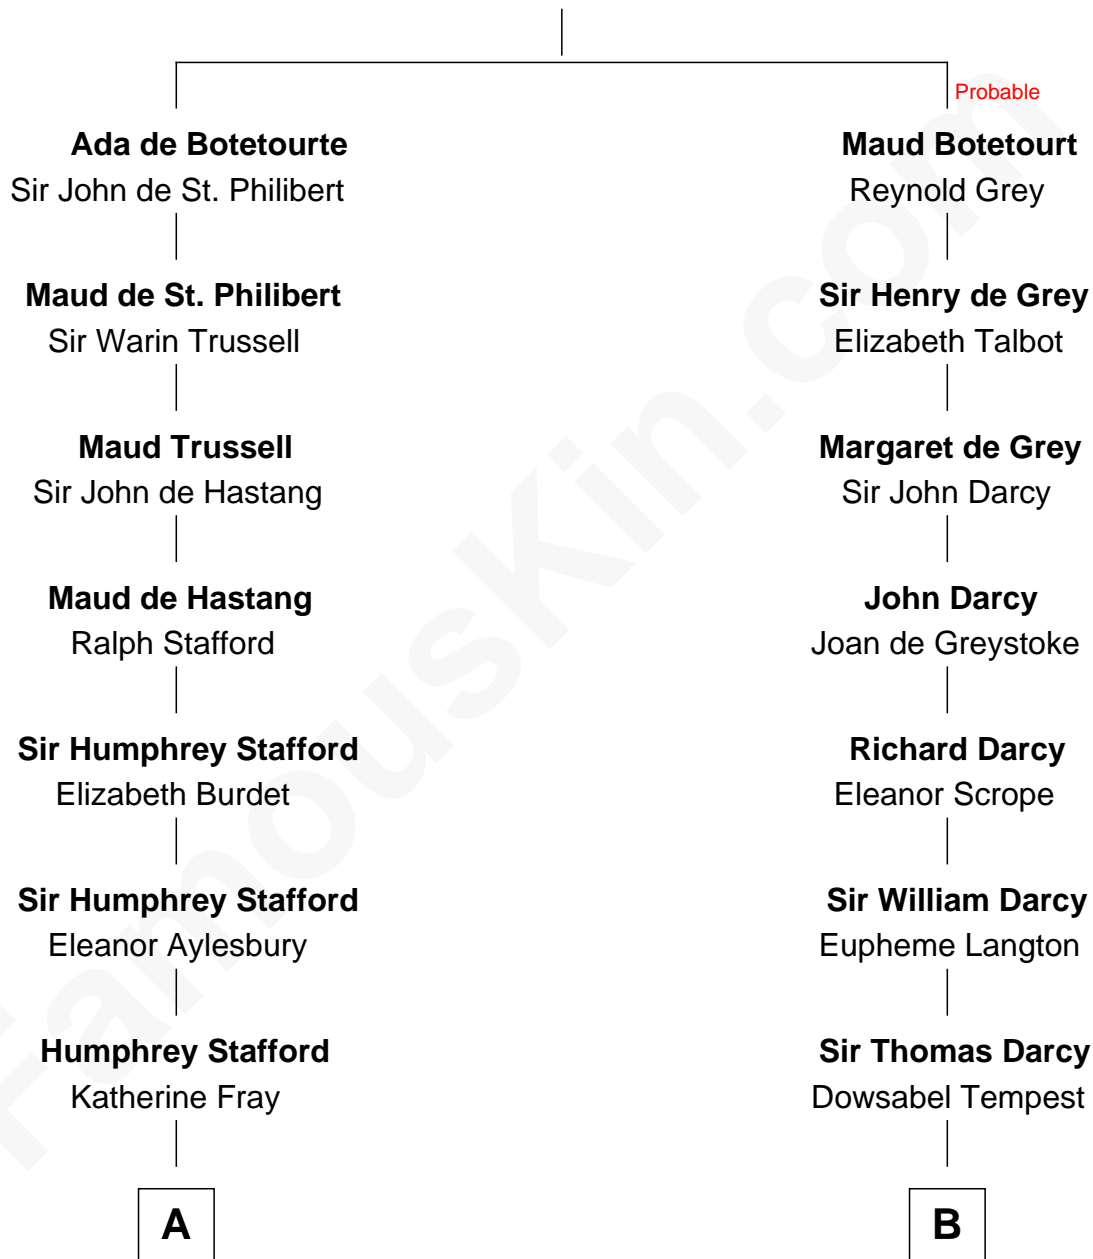 Probable
Ada de Botetourte
Sir John de St. Philibert
Maud Botetourt
Reynold Grey
Maud de St. Philibert
Sir Warin Trussell
Sir Henry de Grey
Elizabeth Talbot
Maud Trussell
Sir John de Hastang
Margaret de Grey
Sir John Darcy
Maud de Hastang
Ralph Stafford
John Darcy
Joan de Greystoke
Sir Humphrey Stafford
Elizabeth Burdet
Richard Darcy
Eleanor Scrope
Sir Humphrey Stafford
Eleanor Aylesbury
Sir William Darcy
Eupheme Langton
Humphrey Stafford
Katherine Fray
Sir Thomas Darcy
Dowsabel Tempest
A
B
FamousKin.com